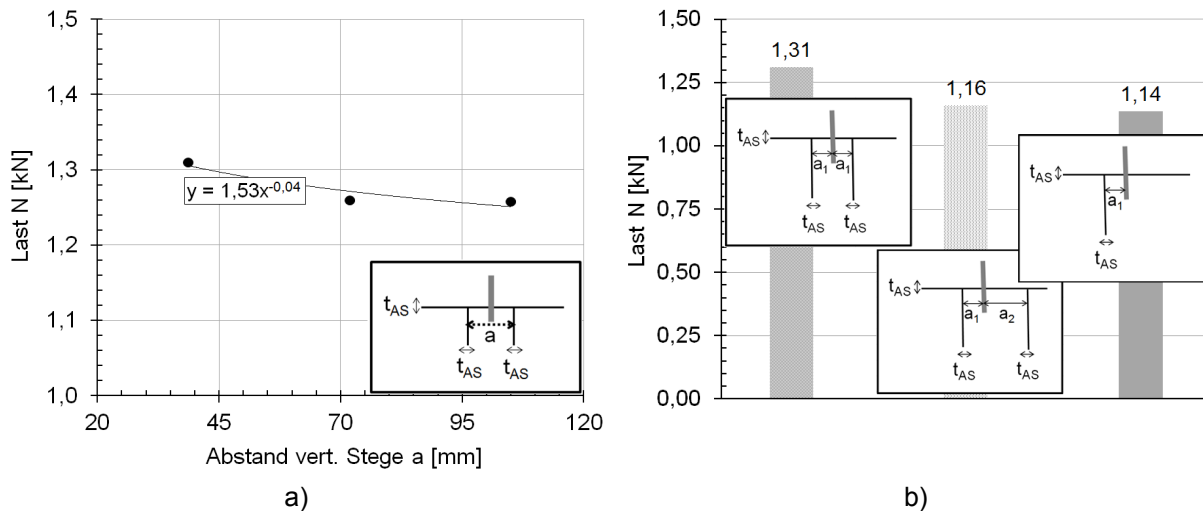 1,5
1,4
1,3
1,2
1,1
1,0
Last N [kN]
y = 1,53x-0,04
tAS
a
tAS tAS
20 45 70 95 120
Abstand vert. Stege a [mm]
a)
1,50
1,25
1,00
0,75
0,50
0,25
0,00
Last N [kN]
1,31
1,16
1,14
tAS
a1 a1
tAS tAS
tAS
a1 a2
tAS tAS
tAS
a1
tAS
b)